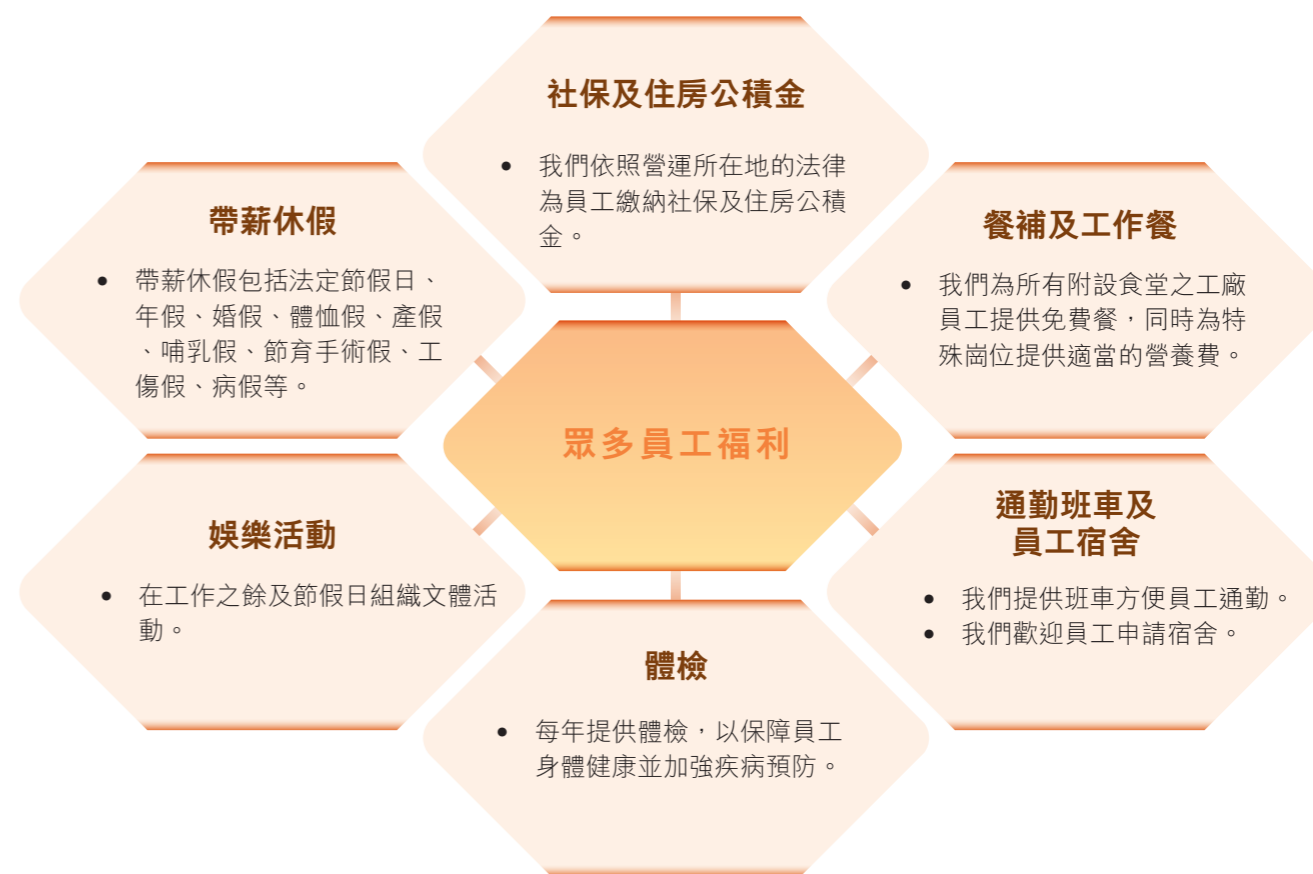 社保及住房公積金
• 我們依照營運所在地的法律
為員工繳納社保及住房公積
金。
帶薪休假
• 帶薪休假包括法定節假日、
年假、婚假、體恤假、產假
、哺乳假、節育手術假、工
傷假、病假等。
餐補及工作餐
• 我們為所有附設食堂之工廠
員工提供免費餐，同時為特
殊崗位提供適當的營養費。
眾多員工福利
娛樂活動
• 在工作之餘及節假日組織文體活
動。
通勤班車及
員工宿舍
• 我們提供班車方便員工通勤。
• 我們歡迎員工申請宿舍。
體檢
• 每年提供體檢，以保障員工
身體健康並加強疾病預防。